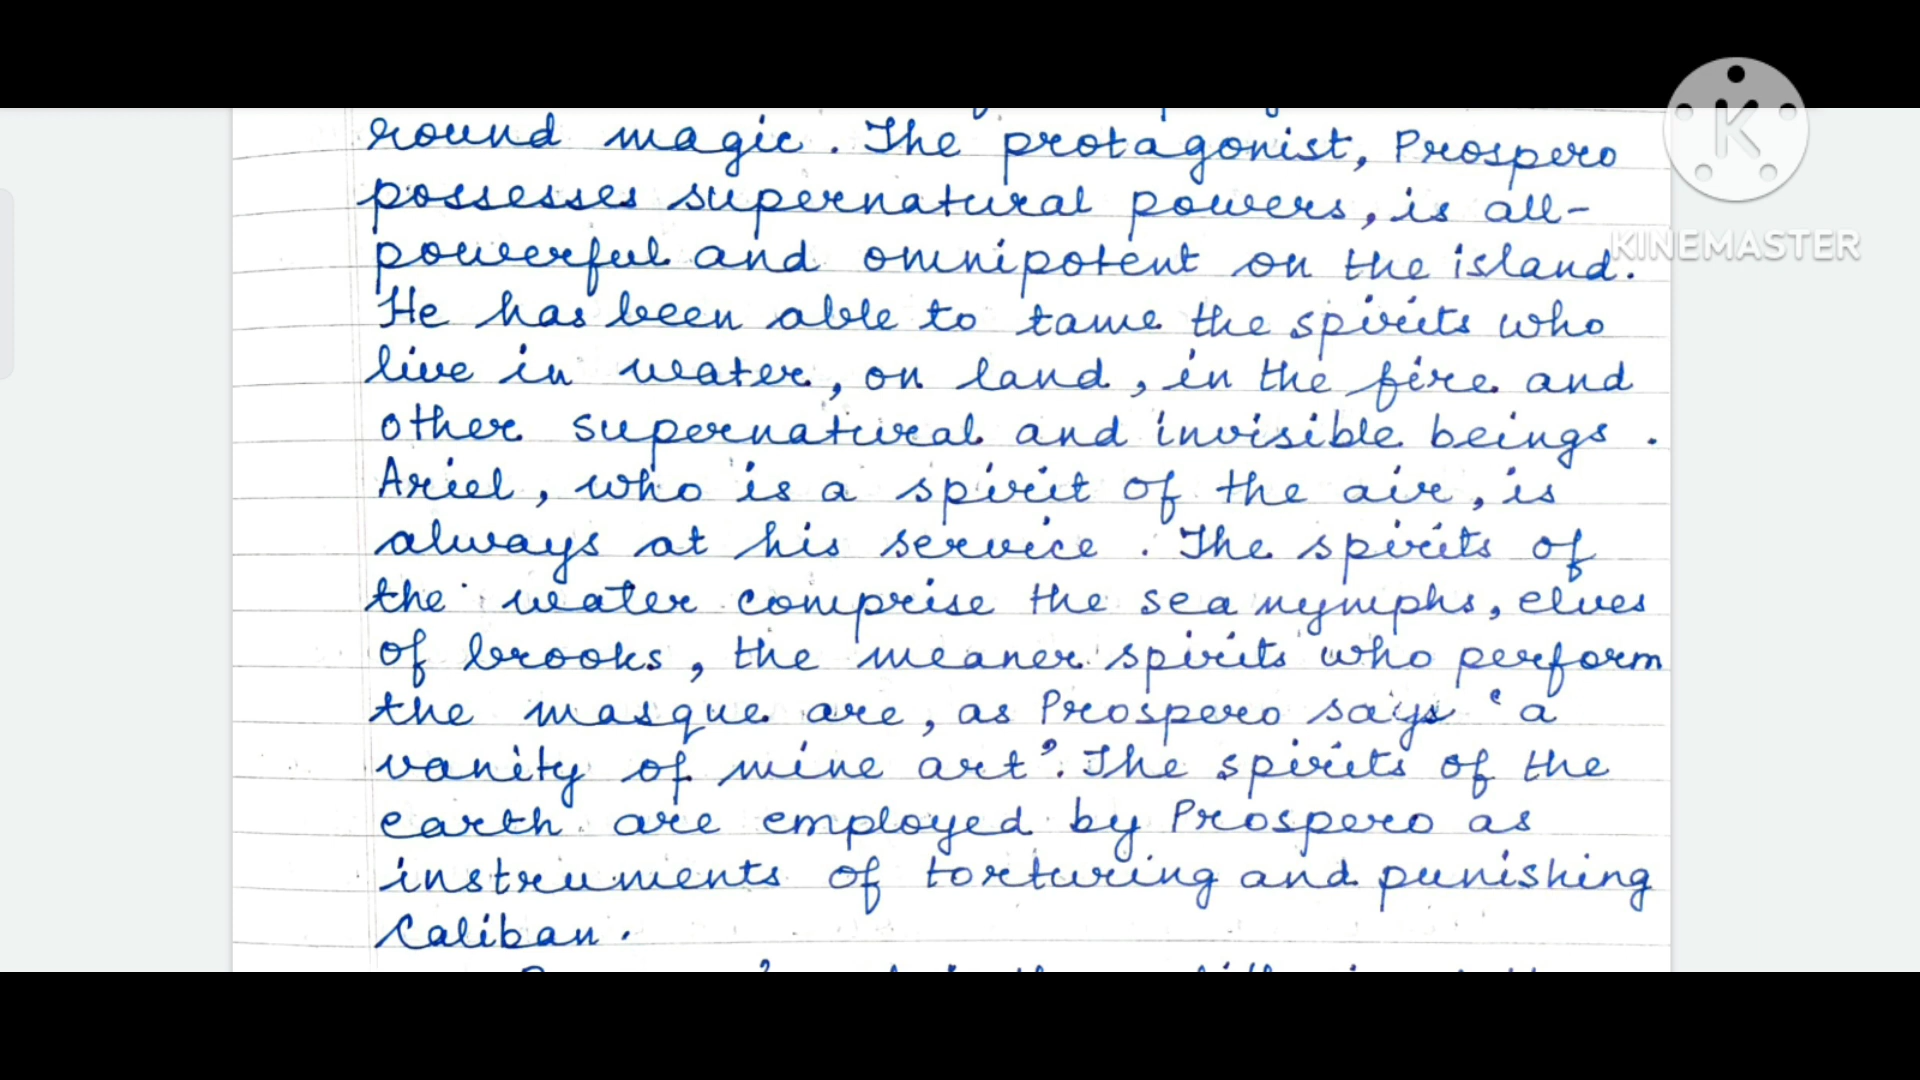 round magic. The protagonist, Prospero
possesses supernatural powers, is all-
powerful and omnipotent on the island.
He has been able to tame the spirits who
live in water, on land, in the fire and
other supernatural and invisible beings.
Ariel, who is a spirit of the air, is
always at his service. The spirits of
the water comprise the sea nymphs, elves
of brooks, the meaner spirits who perform
the masque are, as Prospero says 'a
vanity of mine art'. The spirits of the
earth are employed by Prospero as
instruments of torturing and punishing
Caliban.
K
KINEMASTER